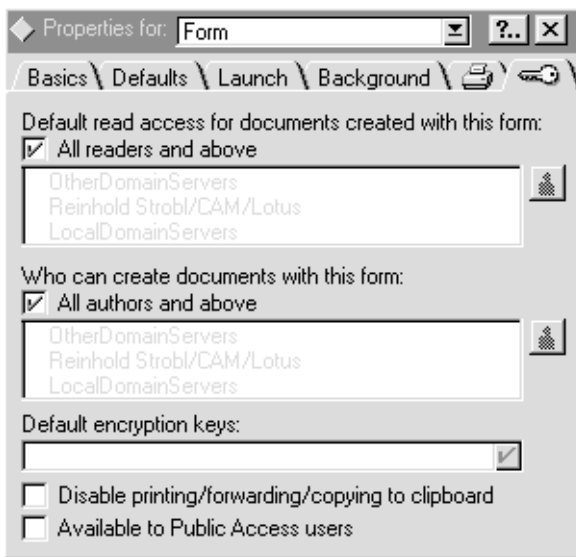 Properties for: Form ?..
Basics Defaults Launch Background
Default read access for documents created with this form:
All readers and above
OtherDomainServers
Reinhold Strobl/CAM/Lotus
LocalDomainServers
Who can create documents with this form:
All authors and above
OtherDomainServers
Reinhold Strobl/CAM/Lotus
LocalDomainServers
Default encryption keys:
Disable printing/forwarding/copying to clipboard
Available to Public Access users